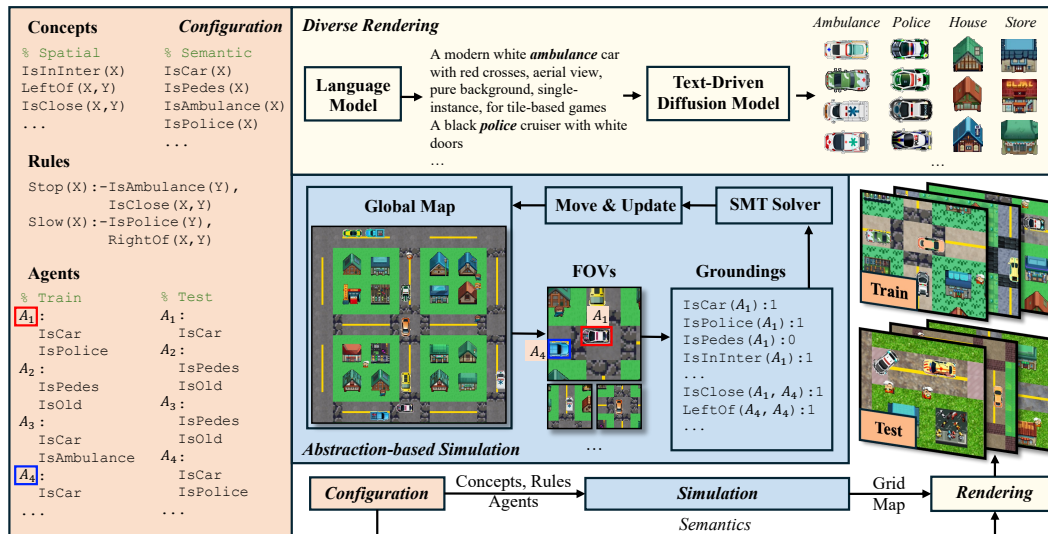 Concepts
Configuration
% Spatial
% Semantic
IsInInter(X)
IsCar(X)
LeftOf(X,Y)
IsPedes(X)
IsClose(X,Y)
IsAmbulance(X)
...
IsPolice(X)
...
Rules
Stop(X):-IsAmbulance(Y),
IsClose(X,Y)
Slow(X):-IsPolice(Y),
RightOf(X,Y)
Agents
% Train
A1:
IsCar
IsPolice
A2:
IsPedes
IsOld
A3:
IsCar
IsAmbulance
A4:
IsCar
...
% Test
A1:
IsCar
A2:
IsPedes
IsOld
A3:
IsPedes
IsOld
A4:
IsCar
IsPolice
...
Diverse Rendering
Language
Model
A modern white ambulance car
with red crosses, aerial view,
pure background, single-
instance, for tile-based games
A black police cruiser with white
doors
...
Text-Driven
Diffusion Model
Ambulance
Police
House
Store
...
Global Map
Move & Update
SMT Solver
FOVs
A1
A4
...
Groundings
IsCar(A1):1
IsPolice(A1):1
IsPedes(A1):0
IsInInter(A1):1
...
IsClose(A1, A4):1
LeftOf(A4, A4):1
...
Abstraction-based Simulation
Train
Test
Configuration
Concepts, Rules
Agents
Simulation
Semantics
Grid
Map
Rendering